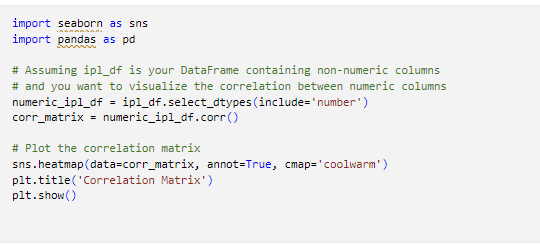 import seaborn as sns
import pandas as pd
# Assuming ipl_df is your DataFrame containing non-numeric columns
# and you want to visualize the correlation between numeric columns
numeric_ipl_df = ipl_df.select_dtypes(include='number')
corr_matrix = numeric_ipl_df.corr()
# Plot the correlation matrix
sns.heatmap(data=corr_matrix, annot=True, cmap='coolwarm')
plt.title('Correlation Matrix')
plt.show()